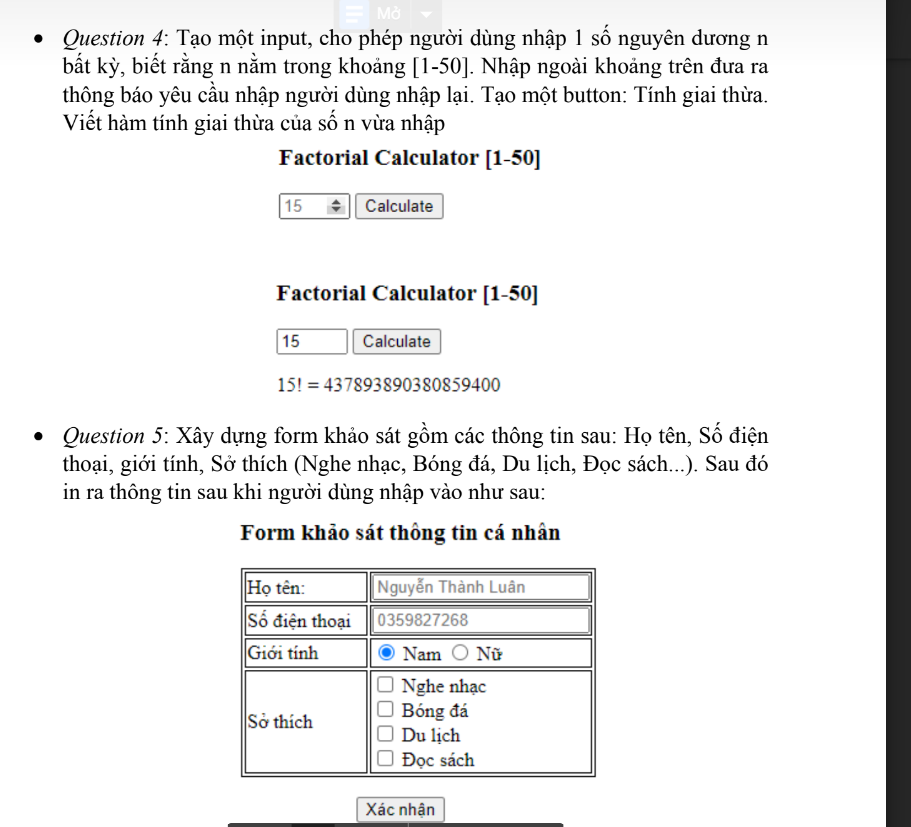 Mở
Question 4: Tạo một input, cho phép người dùng nhập 1 số nguyên dương n
bất kỳ, biết rằng n nằm trong khoảng [1-50]. Nhập ngoài khoảng trên đưa ra
thông báo yêu cầu nhập người dùng nhập lại. Tạo một button: Tính giai thừa.
Viết hàm tính giai thừa của số n vừa nhập
Factorial Calculator [1-50]
15 Calculate
Factorial Calculator [1-50]
15 Calculate
15! = 437893890380859400
Question 5: Xây dựng form khảo sát gồm các thông tin sau: Họ tên, Số điện
thoại, giới tính, Sở thích (Nghe nhạc, Bóng đá, Du lịch, Đọc sách...). Sau đó
in ra thông tin sau khi người dùng nhập vào như sau:
Form khảo sát thông tin cá nhân
Họ tên: Nguyễn Thành Luân
Số điện thoại 0359827268
Giới tính Nam Nữ
Sở thích
Nghe nhạc
Bóng đá
Du lịch
Đọc sách
Xác nhận